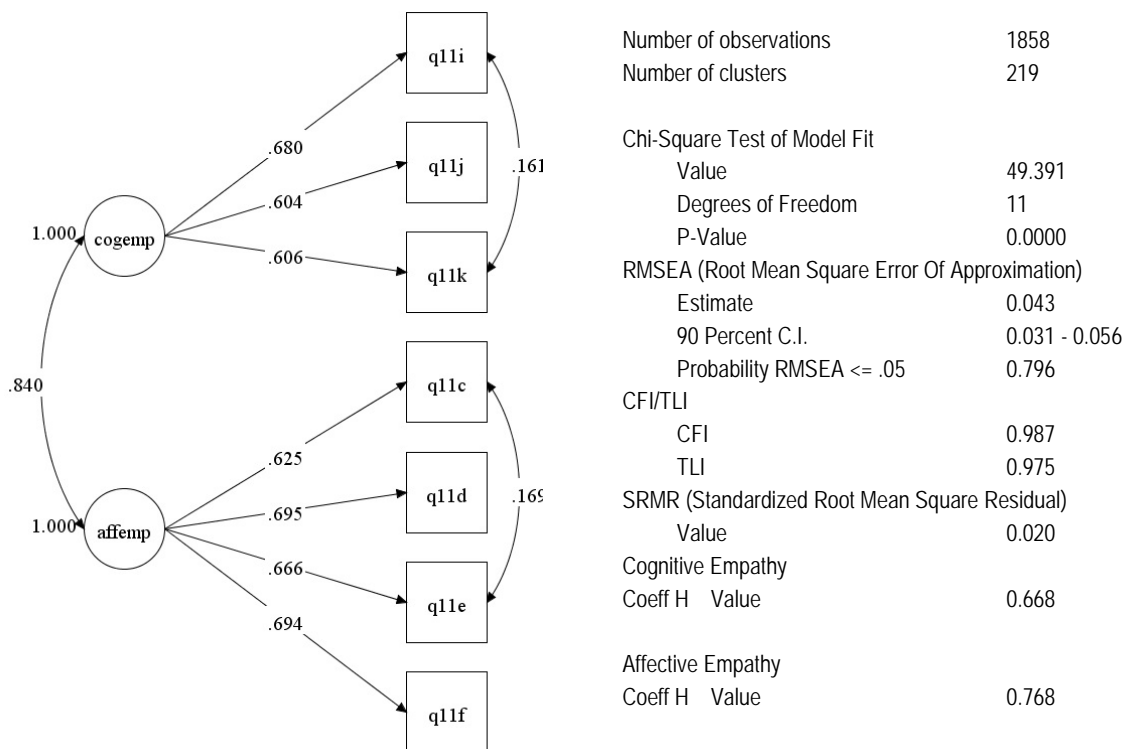 q11i
.680
q11j
.161
.604
1.000
cogemp
.606
q11k
.840
q11c
.625
q11d
.169
.695
1.000
affemp
.666
q11e
.694
q11f
Number of observations 1858
Number of clusters 219
Chi-Square Test of Model Fit
Value 49.391
Degrees of Freedom 11
P-Value 0.0000
RMSEA (Root Mean Square Error Of Approximation)
Estimate 0.043
90 Percent C.I. 0.031 - 0.056
Probability RMSEA <= .05 0.796
CFI/TLI
CFI 0.987
TLI 0.975
SRMR (Standardized Root Mean Square Residual)
Value 0.020
Cognitive Empathy
Coeff H Value 0.668
Affective Empathy
Coeff H Value 0.768